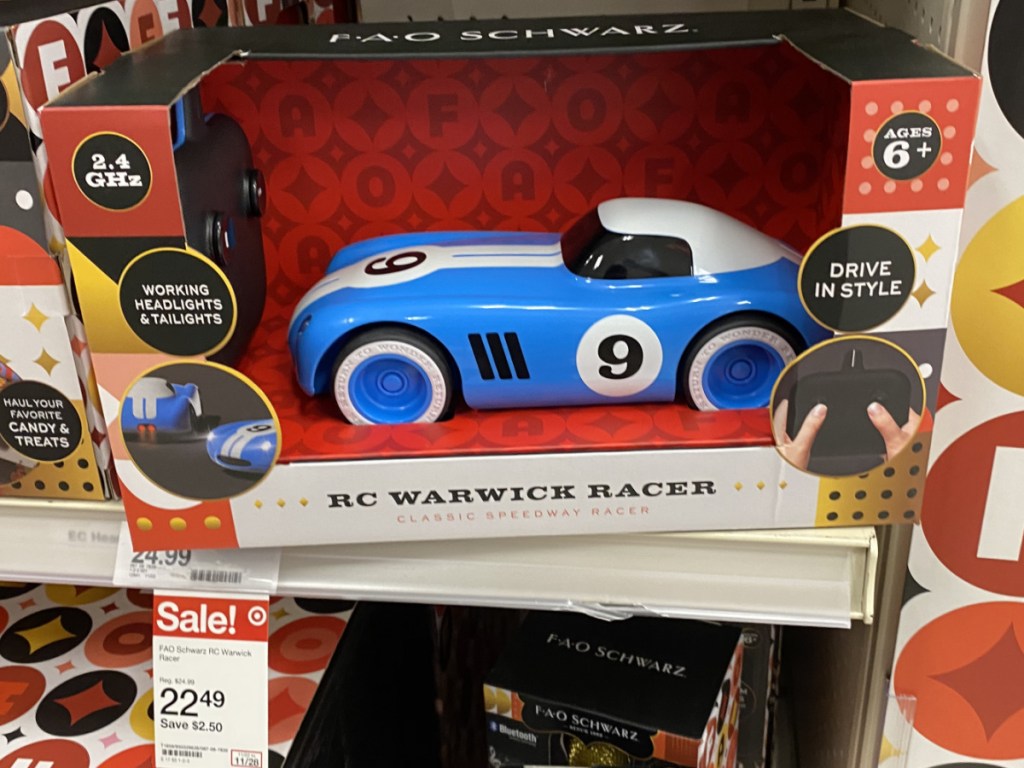 F·A·O SCHWARZ
2.4
GHz
AGES
6+
WORKING
HEADLIGHTS
& TAILIGHTS
DRIVE
IN STYLE
9
9
9
HAUL YOUR
FAVORITE
CANDY &
TREATS
RC WARWICK RACER
CLASSIC SPEEDWAY RACER
24.99
Sale!
FAO Schwarz RC Warwick
Racer
Reg. $24.99
22 49
Save $2.50
11/28
F·A·O SCHWARZ
F·A·O SCHWARZ
Bluetooth